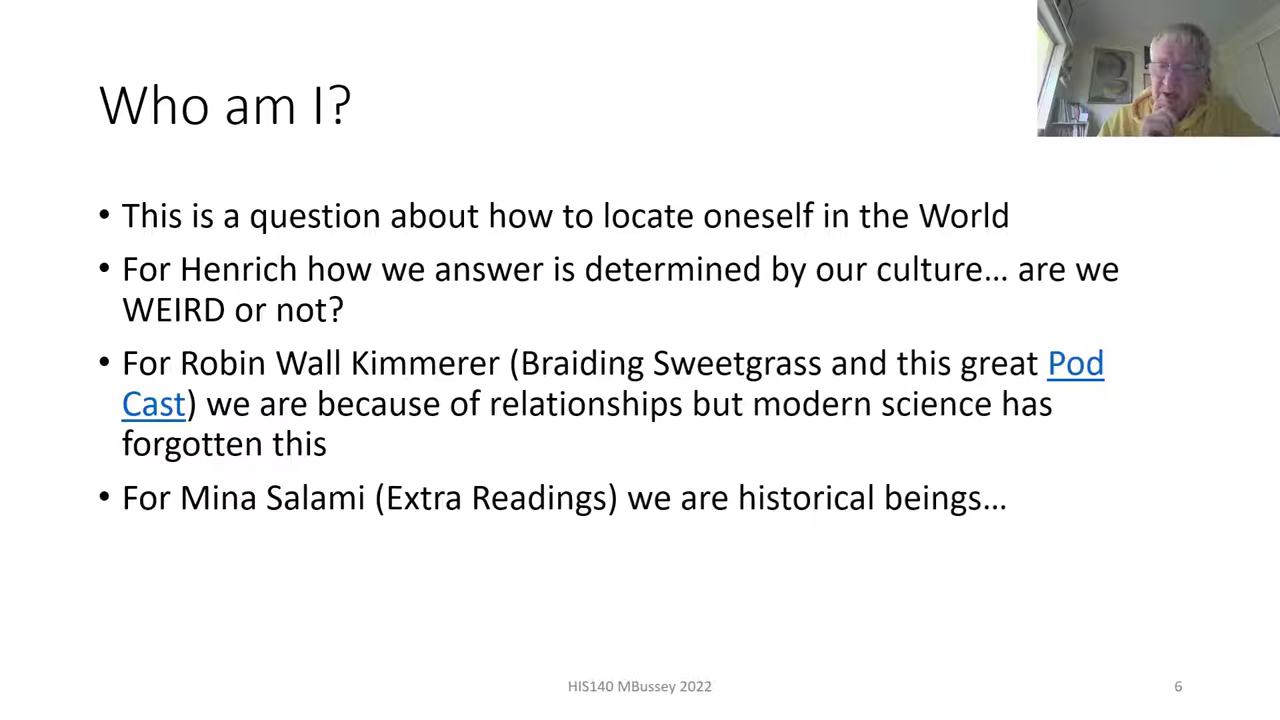 Who am I?
• This is a question about how to locate oneself in the World
• For Henrich how we answer is determined by our culture… are we
WEIRD or not?
• For Robin Wall Kimmerer (Braiding Sweetgrass and this great Pod
Cast) we are because of relationships but modern science has
forgotten this
• For Mina Salami (Extra Readings) we are historical beings…
HIS140 MBussey 2022
6